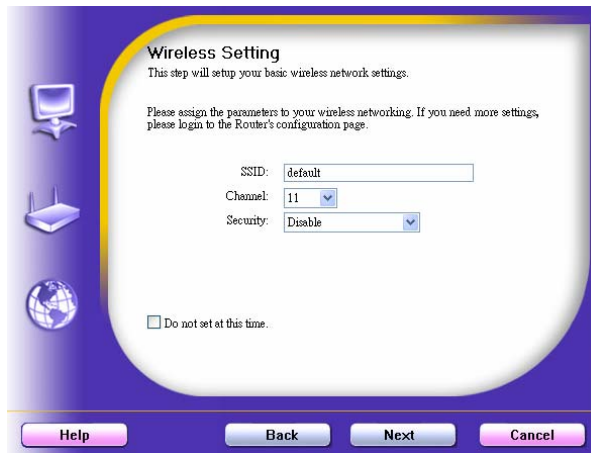 Wireless Setting
This step will setup your basic wireless network settings.
Please assign the parameters to your wireless networking. If you need more settings,
please login to the Router's configuration page.
SSID: default
Channel: 11
Security: Disable
Do not set at this time.
Help Back Next Cancel